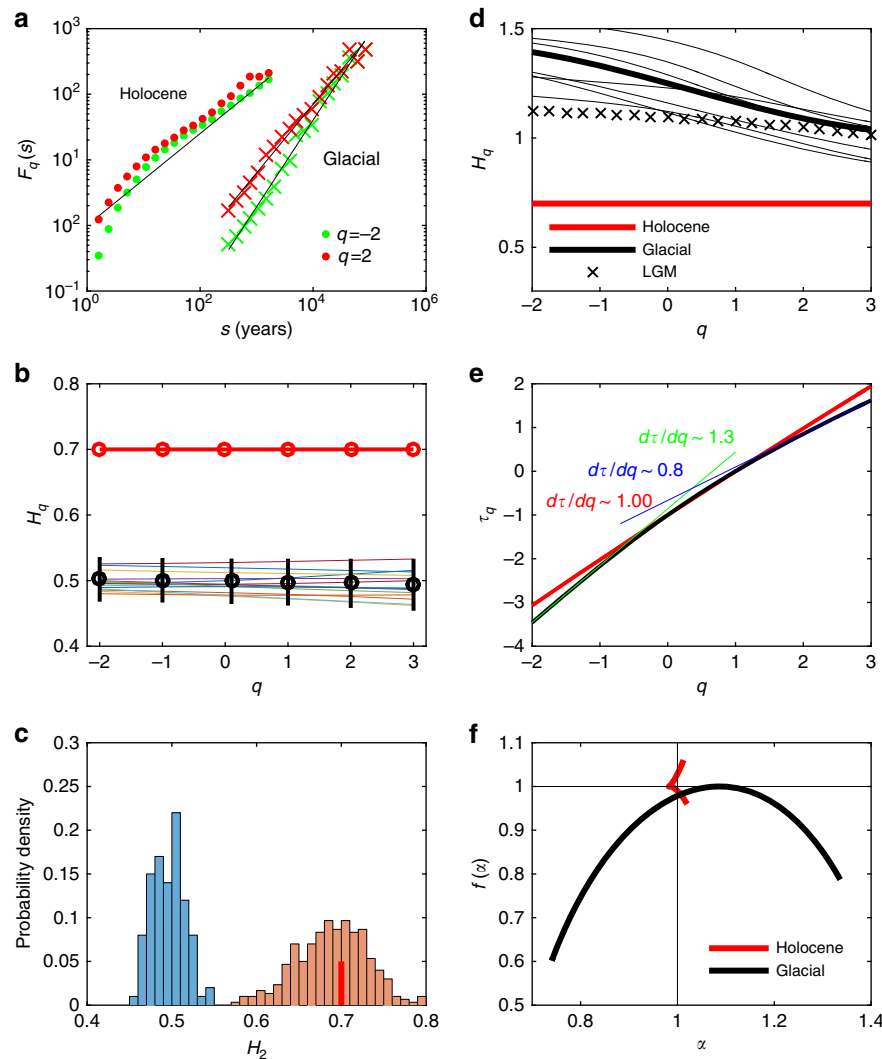 a
10³
10²
10¹
10²
10⁻¹
F_q (s)
Holocene
Glacial
q=−2
q=2
10⁰ 10² 10⁴ 10⁶
s (years)
d
1.5
1
0.5
H_q
Holocene
Glacial
LGM
−2 −1 0 1 2 3
q
b
0.8
0.7
0.6
0.5
0.4
H_q
−2 −1 0 1 2 3
q
e
2
1
0
−1
−2
−3
−4
τ_q
dτ/dq ~ 1.3
dτ/dq ~ 0.8
dτ/dq ~ 1.00
−2 −1 0 1 2 3
q
c
0.3
0.25
0.2
0.15
0.1
0.05
0
Probability density
0.4 0.5 0.6 0.7 0.8
H₂
f
1.1
1
0.9
0.8
0.7
0.6
0.5
f (α)
Holocene
Glacial
0.8 1 1.2 1.4
α